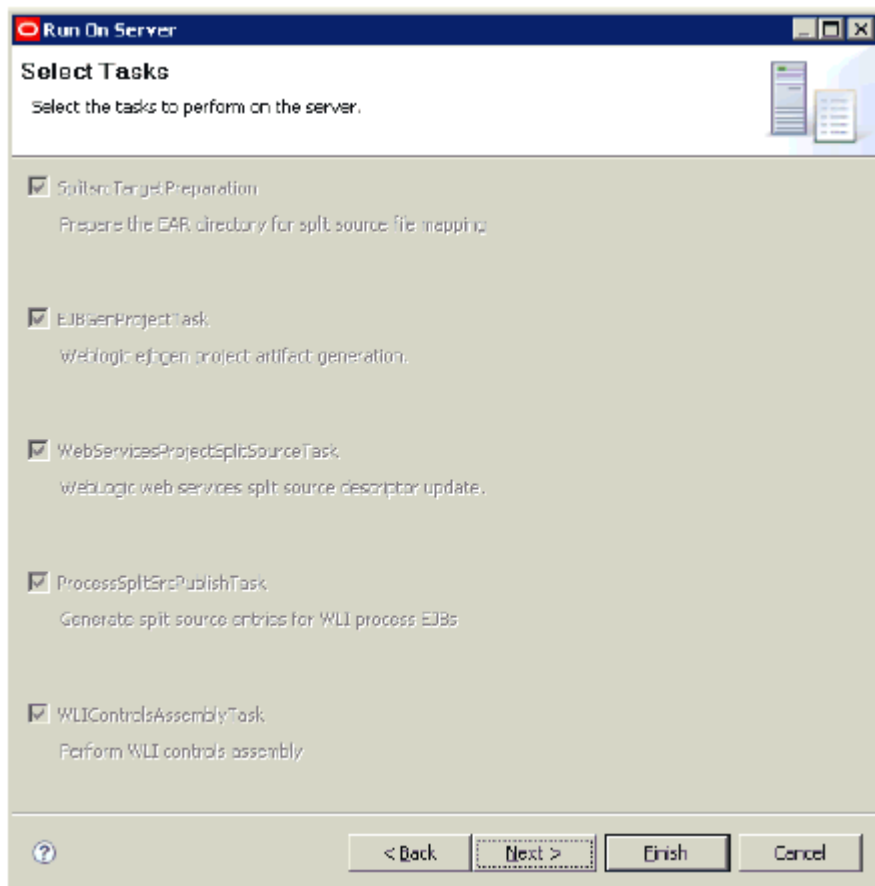 Run On Server
Select Tasks
Select the tasks to perform on the server.
SplitsrcTargetPreparation
Prepare the EAR directory for split source file mapping
EJBGenProjectTask
Weblogic ejbgen project artifact generation.
WebServicesProjectSplitSourceTask
WebLogic web services split source descriptor update.
ProcessSplitSrcPublishTask
Generate split source entries for WLI process EJBs
WLIControlsAssemblyTask
Perform WLI controls assembly
?
< Back
Next >
Finish
Cancel